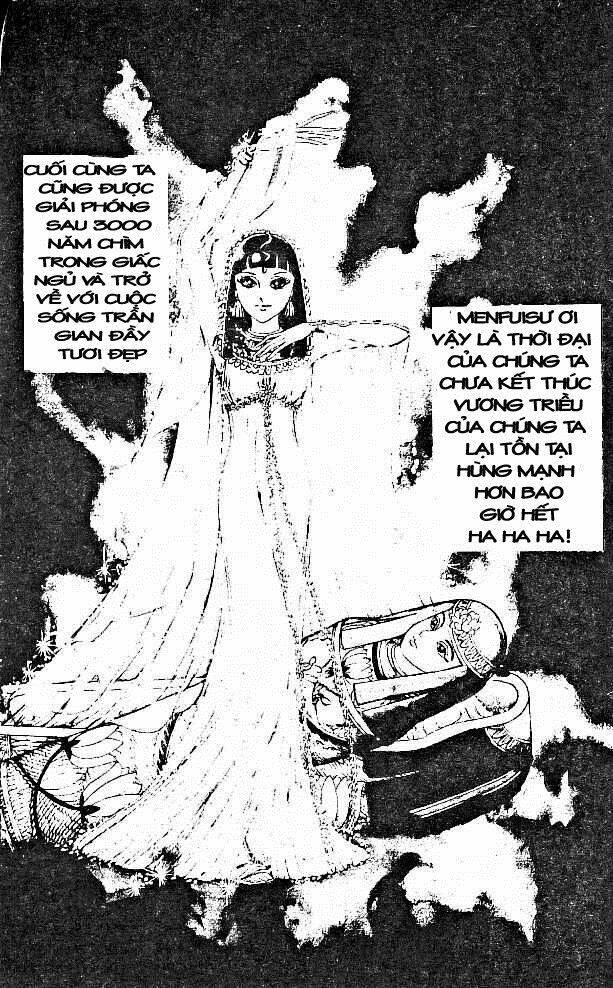 CUỐI CÙNG TA
CŨNG ĐƯỢC
GIẢI PHÓNG
SAU 3000
NĂM CHÌM
TRONG GIẤC
NGỦ VÀ TRỞ
VỀ VỚI CUỘC
SỐNG TRẦN
GIAN ĐẦY
TƯƠI ĐẸP
MENFUISƯ ƠI
VẬY LÀ THỜI ĐẠI
CỦA CHÚNG TA
CHƯA KẾT THÚC
VƯƠNG TRIỀU
CỦA CHÚNG TA
LẠI TỒN TẠI
HÙNG MẠNH
HƠN BAO
GIỜ HẾT
HA HA HA!